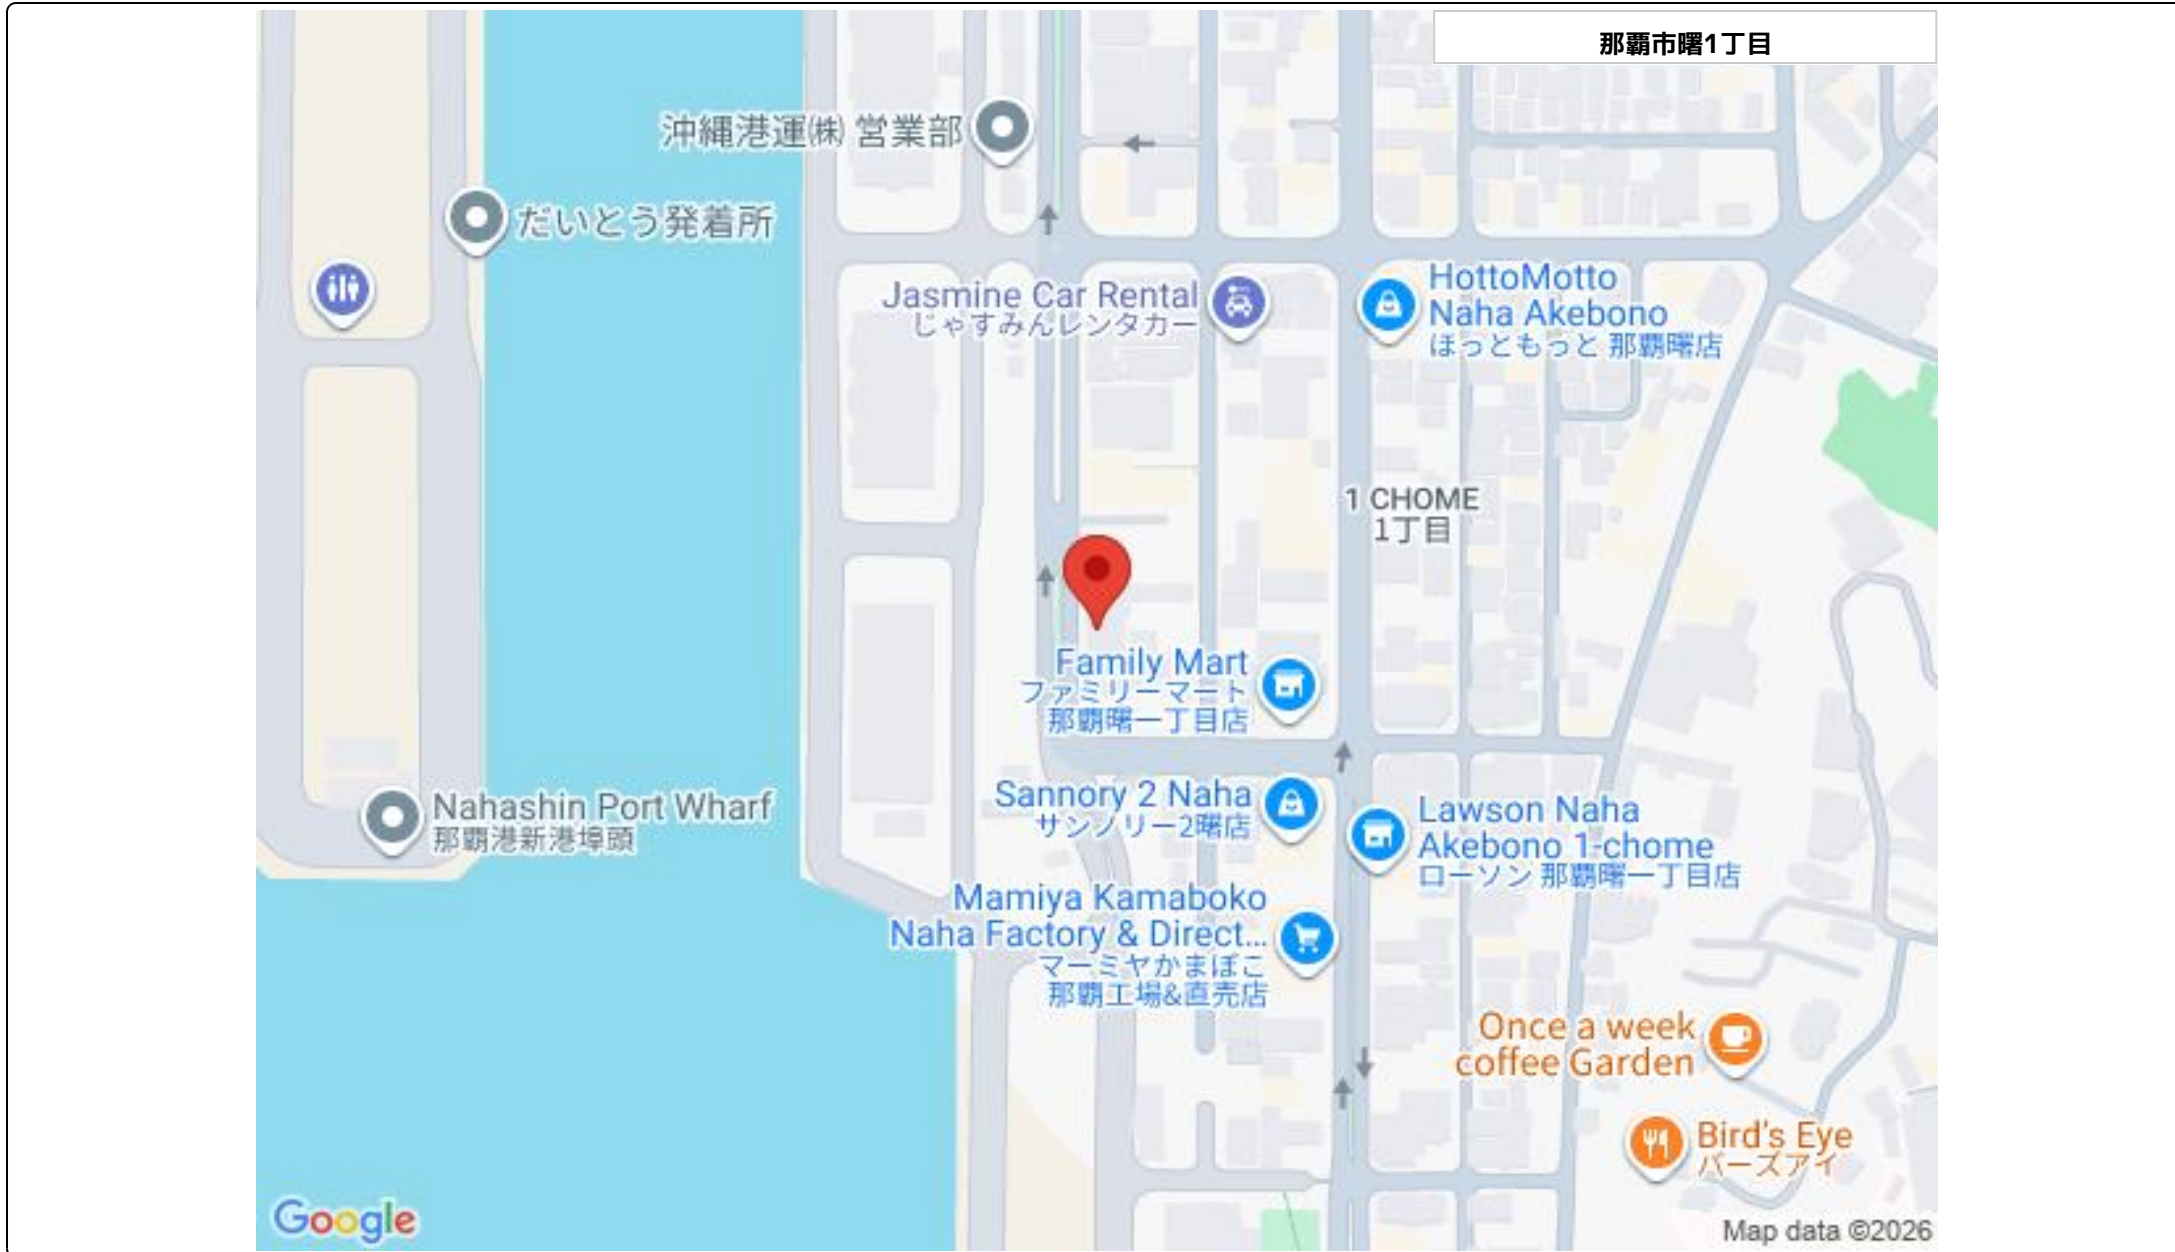 那覇市曙1丁目
沖縄港運㈱ 営業部
だいとう発着所
Jasmine Car Rental
じゃすみんレンタカー
HottoMotto
Naha Akebono
ほっともっと 那覇曙店
1 CHOME
1丁目
Family Mart
ファミリーマート
那覇曙一丁目店
Sannory 2 Naha
サンノリー2曙店
Nahashin Port Wharf
那覇港新港埠頭
Lawson Naha
Akebono 1-chome
ローソン 那覇曙一丁目店
Mamiya Kamaboko
Naha Factory & Direct...
マーミヤかまぼこ
那覇工場&直売店
Once a week
coffee Garden
Bird's Eye
バーズアイ
Google
Map data ©2026